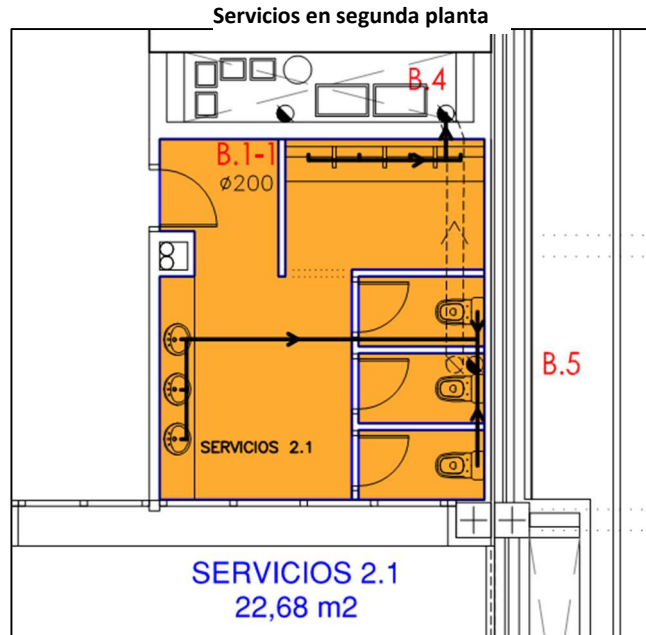 Servicios en segunda planta
B.4
B.1-1
ø200
B.5
SERVICIOS 2.1
SERVICIOS 2.1
22,68 m2